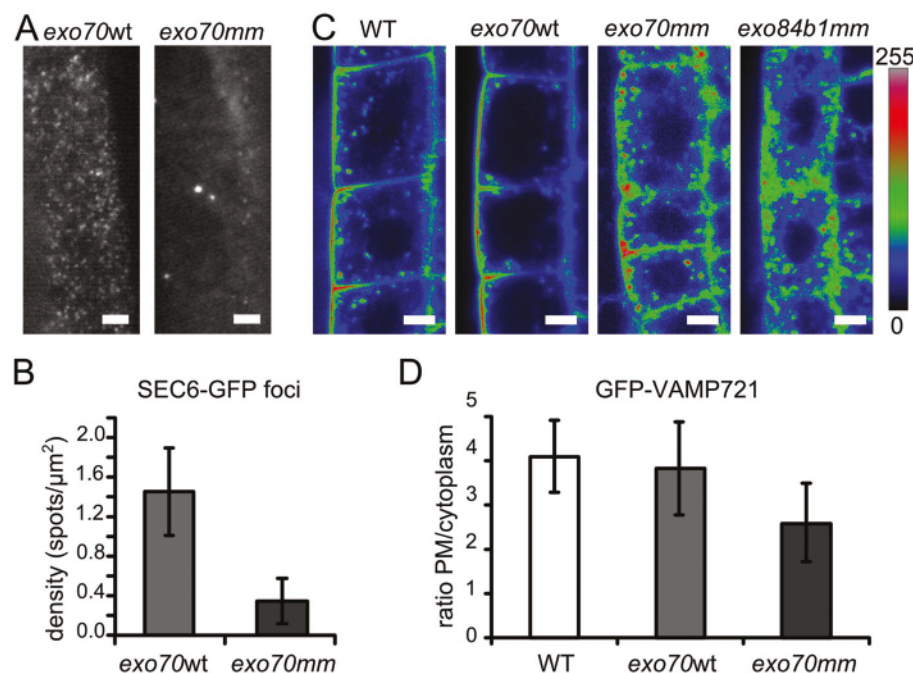 A
exo70wt
exo70mm
C
WT
exo70wt
exo70mm
exo84b1mm
255
0
B
SEC6-GFP foci
density (spots/µm²)
2.0
1.6
1.2
0.8
0.4
0.0
exo70wt
exo70mm
D
GFP-VAMP721
ratio PM/cytoplasm
5
4
3
2
1
0
WT
exo70wt
exo70mm